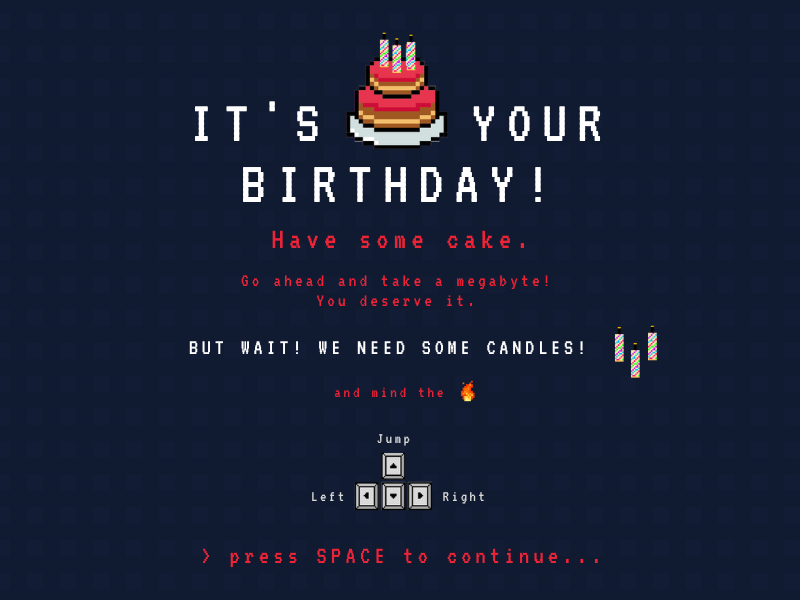 IT'S YOUR
BIRTHDAY!
Have some cake.
Go ahead and take a megabyte!
You deserve it.
BUT WAIT! WE NEED SOME CANDLES!
and mind the
Jump
Left Right
> press SPACE to continue...